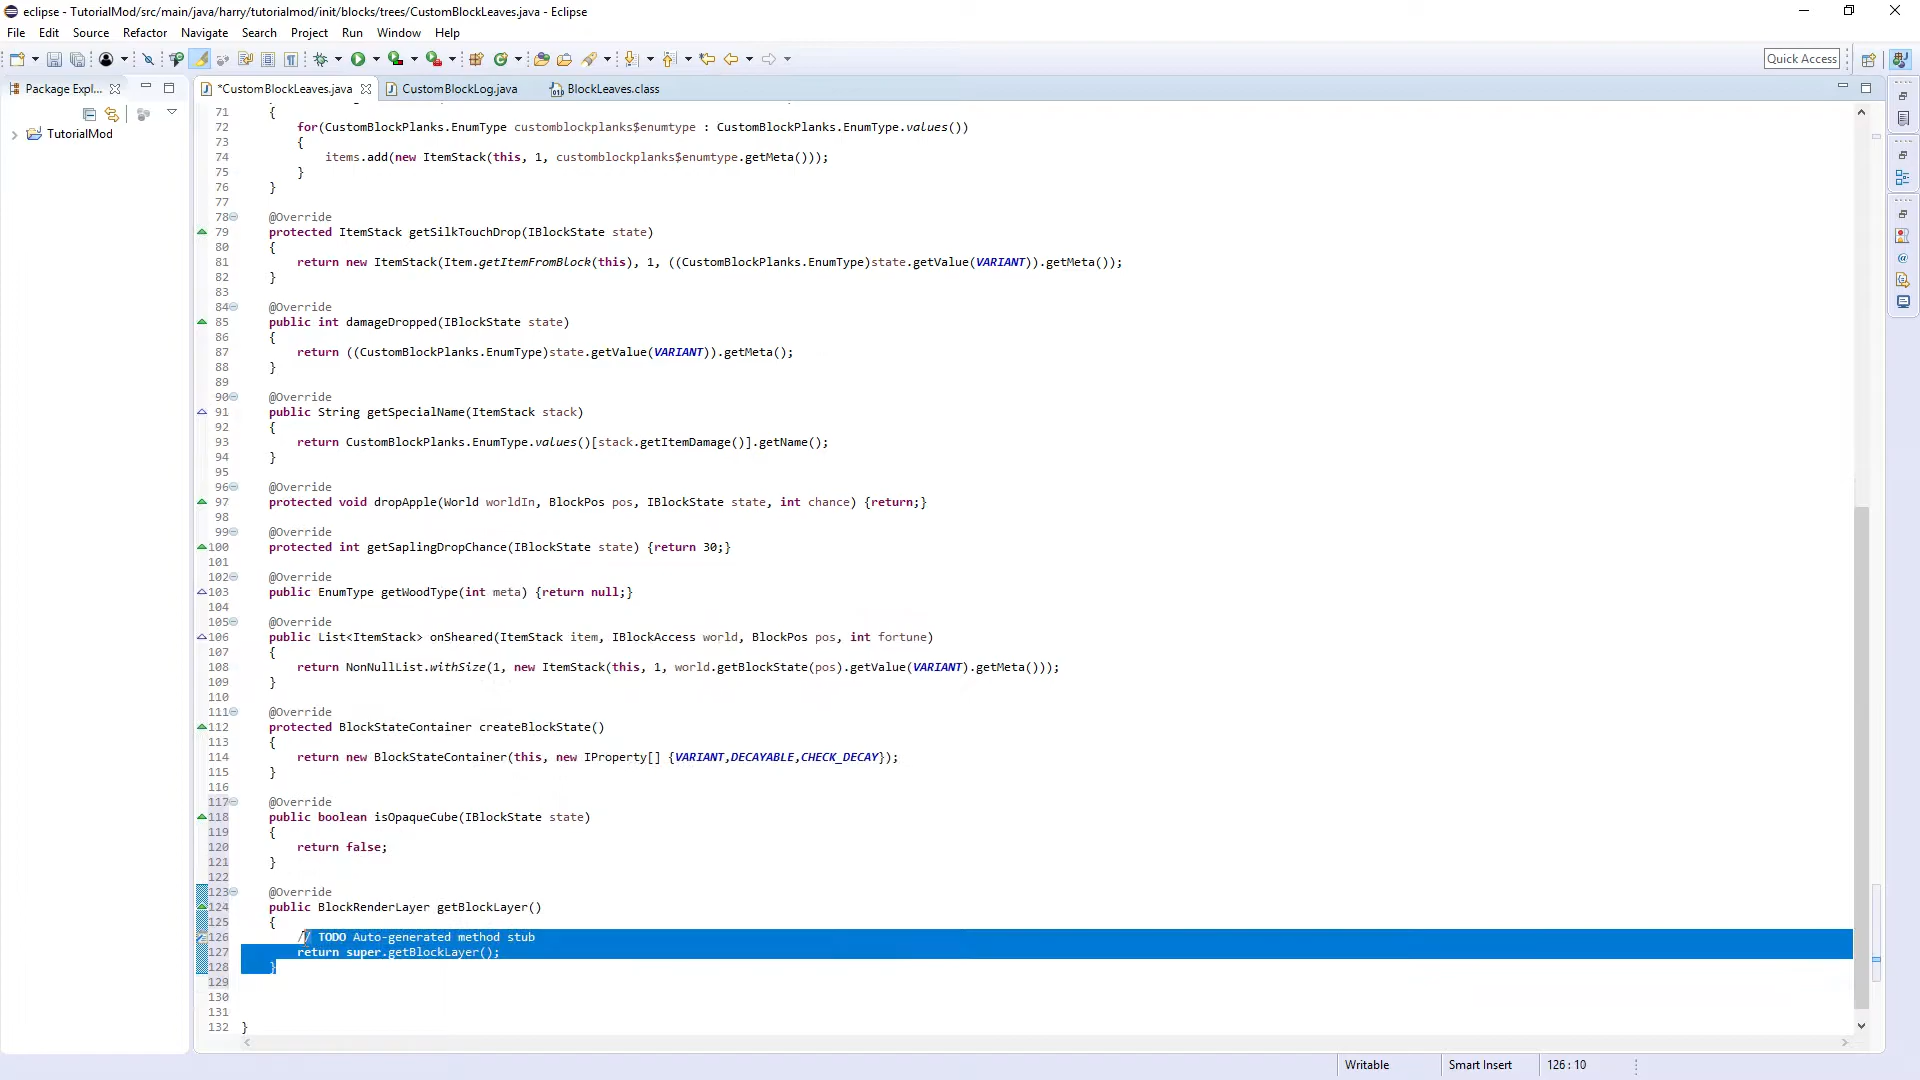 eclipse - TutorialMod/src/main/java/harry/tutorialmod/init/blocks/trees/CustomBlockLeaves.java - Eclipse
File Edit Source Refactor Navigate Search Project Run Window Help
Quick Access
Package Expl... *CustomBlockLeaves.java CustomBlockLog.java BlockLeaves.class
TutorialMod
71 {
72 for(CustomBlockPlanks.EnumType customblockplanks$enumtype : CustomBlockPlanks.EnumType.values())
73 {
74 items.add(new ItemStack(this, 1, customblockplanks$enumtype.getMeta()));
75 }
76 }
77
78 @Override
79 protected ItemStack getSilkTouchDrop(IBlockState state)
80 {
81 return new ItemStack(Item.getItemFromBlock(this), 1, ((CustomBlockPlanks.EnumType)state.getValue(VARIANT)).getMeta());
82 }
83
84 @Override
85 public int damageDropped(IBlockState state)
86 {
87 return ((CustomBlockPlanks.EnumType)state.getValue(VARIANT)).getMeta();
88 }
89
90 @Override
91 public String getSpecialName(ItemStack stack)
92 {
93 return CustomBlockPlanks.EnumType.values()[stack.getItemDamage()].getName();
94 }
95
96 @Override
97 protected void dropApple(World worldIn, BlockPos pos, IBlockState state, int chance) {return;}
98
99 @Override
100 protected int getSaplingDropChance(IBlockState state) {return 30;}
101
102 @Override
103 public EnumType getWoodType(int meta) {return null;}
104
105 @Override
106 public List<ItemStack> onSheared(ItemStack item, IBlockAccess world, BlockPos pos, int fortune)
107 {
108 return NonNullList.withSize(1, new ItemStack(this, 1, world.getBlockState(pos).getValue(VARIANT).getMeta()));
109 }
110
111 @Override
112 protected BlockStateContainer createBlockState()
113 {
114 return new BlockStateContainer(this, new IProperty[] {VARIANT,DECAYABLE,CHECK_DECAY});
115 }
116
117 @Override
118 public boolean isOpaqueCube(IBlockState state)
119 {
120 return false;
121 }
122
123 @Override
124 public BlockRenderLayer getBlockLayer()
125 {
126 // TODO Auto-generated method stub
127 return super.getBlockLayer();
128 }
129
130
131
132 }
Writable Smart Insert 126 : 10